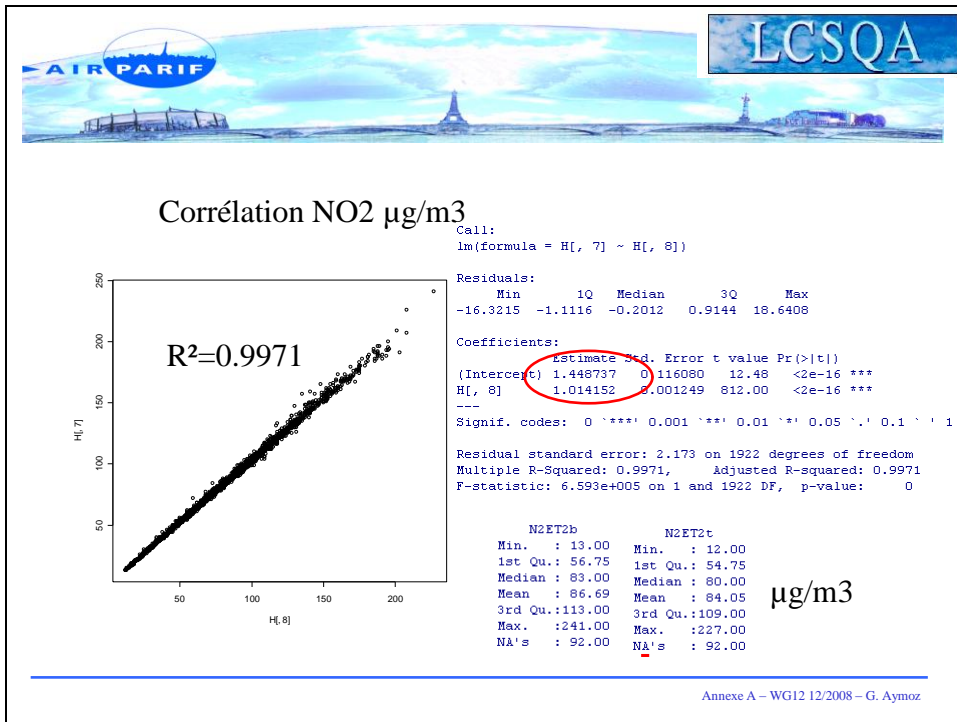 AIRPARIF
LCSQA
Corrélation NO2 µg/m3
R²=0.9971
250
200
150
100
50
H[, 7]
50 100 150 200
H[, 8]
Call:
lm(formula = H[, 7] ~ H[, 8])
Residuals:
Min 1Q Median 3Q Max
-16.3215 -1.1116 -0.2012 0.9144 18.6408
Coefficients:
Estimate Std. Error t value Pr(>|t|)
(Intercept) 1.448737 0.116080 12.48 <2e-16 ***
H[, 8] 1.014152 0.001249 812.00 <2e-16 ***
---
Signif. codes: 0 `***' 0.001 `**' 0.01 `*' 0.05 `.' 0.1 ` ' 1
Residual standard error: 2.173 on 1922 degrees of freedom
Multiple R-Squared: 0.9971, Adjusted R-squared: 0.9971
F-statistic: 6.593e+005 on 1 and 1922 DF, p-value: 0
N2ET2b
Min. : 13.00
1st Qu.: 56.75
Median : 83.00
Mean : 86.69
3rd Qu.:113.00
Max. :241.00
NA's : 92.00
N2ET2t
Min. : 12.00
1st Qu.: 54.75
Median : 80.00
Mean : 84.05
3rd Qu.:109.00
Max. :227.00
NA's : 92.00
µg/m3
Annexe A – WG12 12/2008 – G. Aymoz